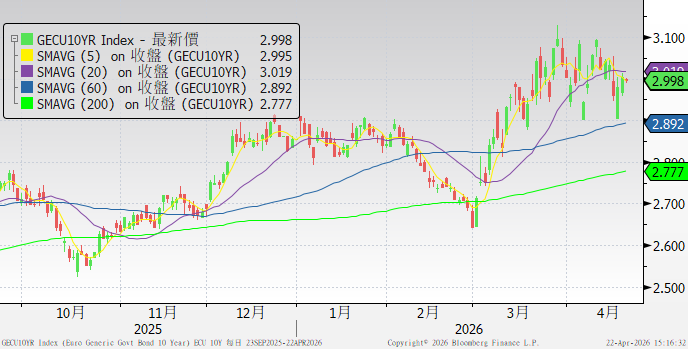 GECU10YR Index - 最新價 2.998
SMAVG (5) on 收盤 (GECU10YR) 2.995
SMAVG (20) on 收盤 (GECU10YR) 3.019
SMAVG (60) on 收盤 (GECU10YR) 2.892
SMAVG (200) on 收盤 (GECU10YR) 2.777
3.100
3.019
2.998
2.892
2.800
2.777
2.700
2.600
2.500
10月 11月 12月 1月 2月 3月 4月
2025 2026
GECU10YR Index (Euro Generic Govt Bond 10 Year) ECU 10Y 每日 23SEP2025-22APR2026 Copyright© 2026 Bloomberg Finance L.P. 22-Apr-2026 15:16:32